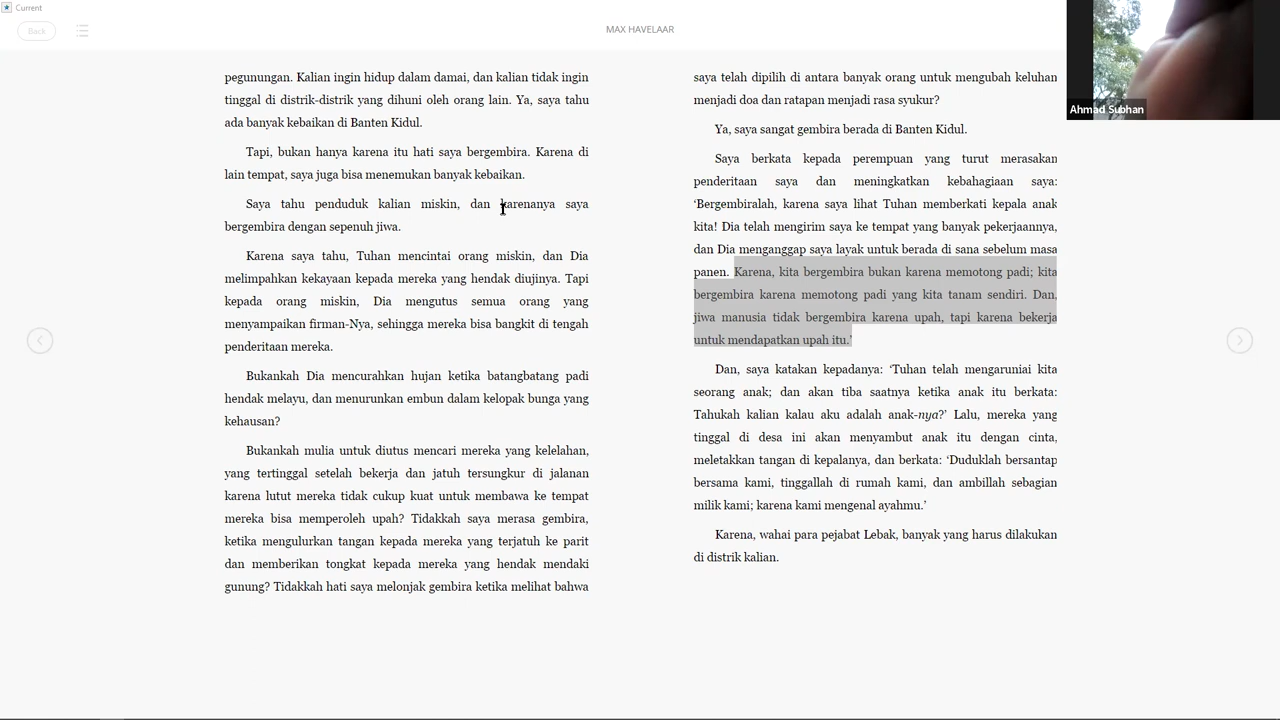 Current
Back
MAX HAVELAAR
Ahmad Subhan
pegunungan. Kalian ingin hidup dalam damai, dan kalian tidak ingin
tinggal di distrik-distrik yang dihuni oleh orang lain. Ya, saya tahu
ada banyak kebaikan di Banten Kidul.
Tapi, bukan hanya karena itu hati saya bergembira. Karena di
lain tempat, saya juga bisa menemukan banyak kebaikan.
Saya tahu penduduk kalian miskin, dan karenanya saya
bergembira dengan sepenuh jiwa.
Karena saya tahu, Tuhan mencintai orang miskin, dan Dia
melimpahkan kekayaan kepada mereka yang hendak diujinya. Tapi
kepada orang miskin, Dia mengutus semua orang yang
menyampaikan firman-Nya, sehingga mereka bisa bangkit di tengah
penderitaan mereka.
Bukankah Dia mencurahkan hujan ketika batangbatang padi
hendak melayu, dan menurunkan embun dalam kelopak bunga yang
kehausan?
Bukankah mulia untuk diutus mencari mereka yang kelelahan,
yang tertinggal setelah bekerja dan jatuh tersungkur di jalanan
karena lutut mereka tidak cukup kuat untuk membawa ke tempat
mereka bisa memperoleh upah? Tidakkah saya merasa gembira,
ketika mengulurkan tangan kepada mereka yang terjatuh ke parit
dan memberikan tongkat kepada mereka yang hendak mendaki
gunung? Tidakkah hati saya melonjak gembira ketika melihat bahwa
saya telah dipilih di antara banyak orang untuk mengubah keluhan
menjadi doa dan ratapan menjadi rasa syukur?
Ya, saya sangat gembira berada di Banten Kidul.
Saya berkata kepada perempuan yang turut merasakan
penderitaan saya dan meningkatkan kebahagiaan saya:
‘Bergembiralah, karena saya lihat Tuhan memberkati kepala anak
kita! Dia telah mengirim saya ke tempat yang banyak pekerjaannya,
dan Dia menganggap saya layak untuk berada di sana sebelum masa
panen. Karena, kita bergembira bukan karena memotong padi; kita
bergembira karena memotong padi yang kita tanam sendiri. Dan,
jiwa manusia tidak bergembira karena upah, tapi karena bekerja
untuk mendapatkan upah itu.’
Dan, saya katakan kepadanya: ‘Tuhan telah mengaruniai kita
seorang anak; dan akan tiba saatnya ketika anak itu berkata:
Tahukah kalian kalau aku adalah anak-nya?’ Lalu, mereka yang
tinggal di desa ini akan menyambut anak itu dengan cinta,
meletakkan tangan di kepalanya, dan berkata: ‘Duduklah bersantap
bersama kami, tinggallah di rumah kami, dan ambillah sebagian
milik kami; karena kami mengenal ayahmu.’
Karena, wahai para pejabat Lebak, banyak yang harus dilakukan
di distrik kalian.